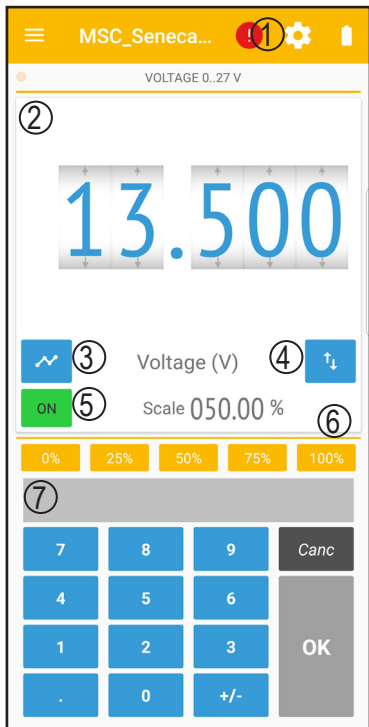 MSC_Seneca... ! ①
VOLTAGE 0..27 V
②
13.500
③ Voltage (V) ④
ON ⑤ Scale 050.00 %
⑥
0% 25% 50% 75% 100%
⑦
7 8 9 Canc
4 5 6
1 2 3 OK
. 0 +/-